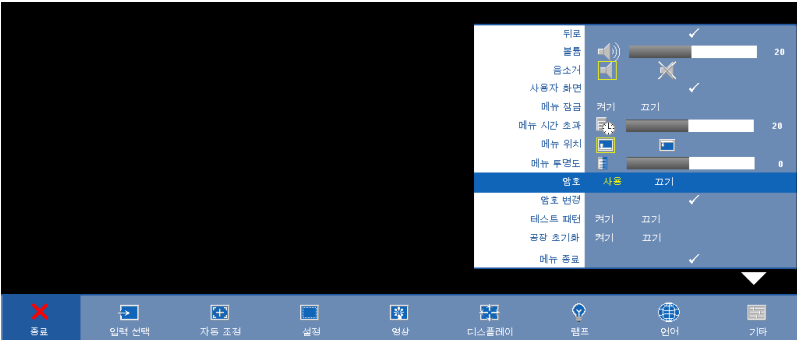 뒤로
볼륨 20
음소거
사용자 화면
메뉴 잠금 켜기 끄기
메뉴 시간 초과 20
메뉴 위치
메뉴 투명도 0
암호 사용 끄기
암호 변경
테스트 패턴 켜기 끄기
공장 초기화 켜기 끄기
메뉴 종료
종료 입력 선택 자동 조정 설정 영상 디스플레이 램프 언어 기타